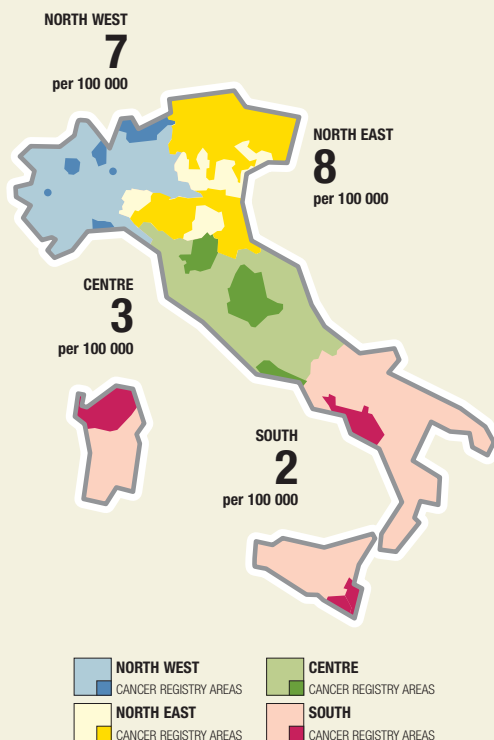 NORTH WEST
7
per 100 000
NORTH EAST
8
per 100 000
CENTRE
3
per 100 000
SOUTH
2
per 100 000
NORTH WEST
CANCER REGISTRY AREAS
CENTRE
CANCER REGISTRY AREAS
NORTH EAST
CANCER REGISTRY AREAS
SOUTH
CANCER REGISTRY AREAS